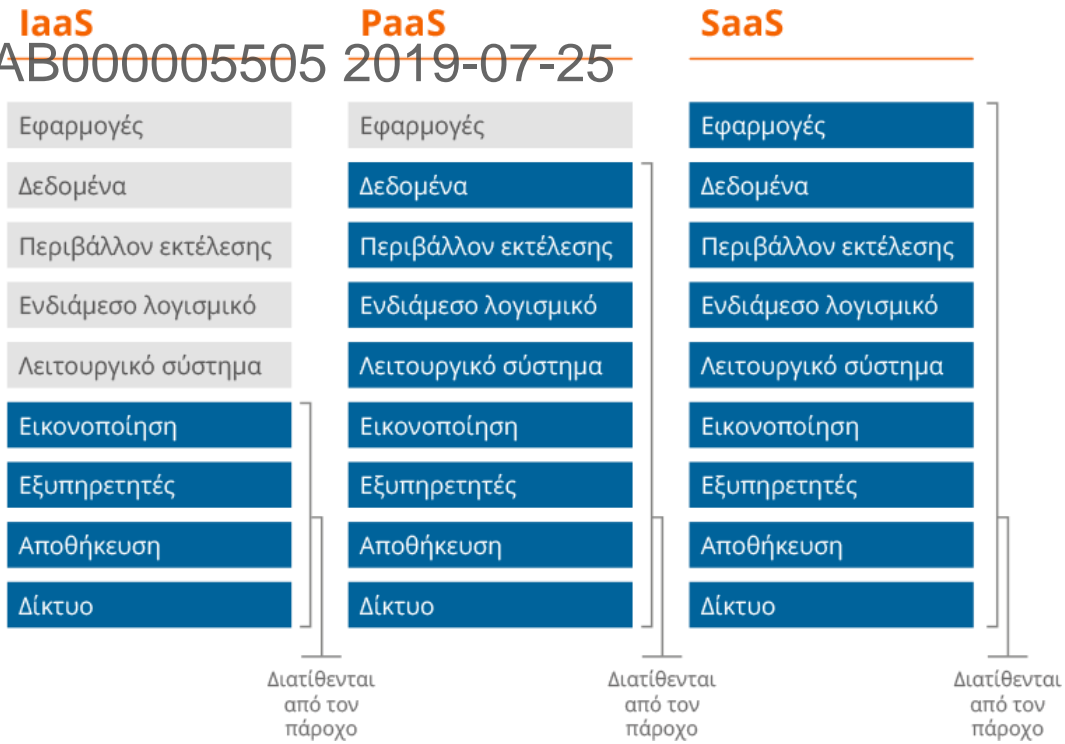 IaaS
PaaS
SaaS
AB000005505 2019-07-25
Εφαρμογές
Δεδομένα
Περιβάλλον εκτέλεσης
Ενδιάμεσο λογισμικό
Λειτουργικό σύστημα
Εικονοποίηση
Εξυπηρετητές
Αποθήκευση
Δίκτυο
Διατίθενται
από τον
πάροχο
Εφαρμογές
Δεδομένα
Περιβάλλον εκτέλεσης
Ενδιάμεσο λογισμικό
Λειτουργικό σύστημα
Εικονοποίηση
Εξυπηρετητές
Αποθήκευση
Δίκτυο
Διατίθενται
από τον
πάροχο
Εφαρμογές
Δεδομένα
Περιβάλλον εκτέλεσης
Ενδιάμεσο λογισμικό
Λειτουργικό σύστημα
Εικονοποίηση
Εξυπηρετητές
Αποθήκευση
Δίκτυο
Διατίθενται
από τον
πάροχο